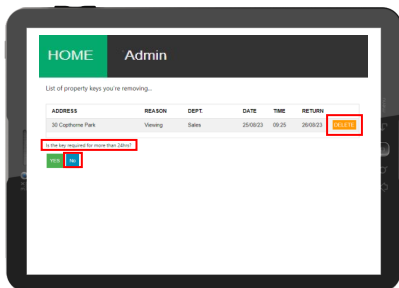 HOME Admin
List of property keys you're removing...
ADDRESS REASON DEPT. DATE TIME RETURN
30 Copthorne Park Viewing Sales 25/08/23 09:25 26/08/23 DELETE
Is the key required for more than 24hrs?
YES No